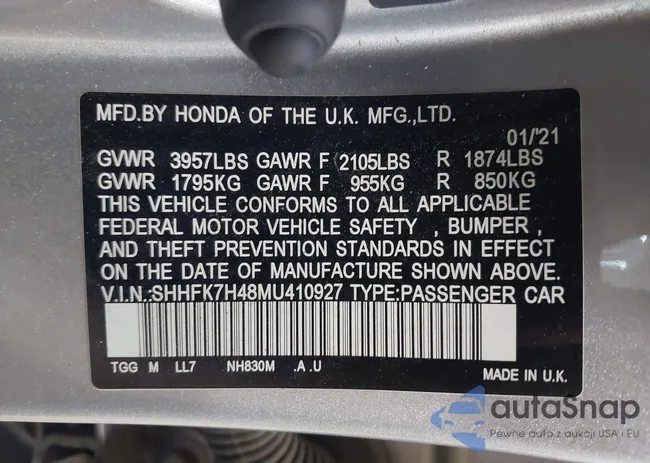 MFD.BY HONDA OF THE U.K. MFG.,LTD.
01/'21
GVWR 3957LBS GAWR F 2105LBS R 1874LBS
GVWR 1795KG GAWR F 955KG R 850KG
THIS VEHICLE CONFORMS TO ALL APPLICABLE
FEDERAL MOTOR VEHICLE SAFETY , BUMPER ,
AND THEFT PREVENTION STANDARDS IN EFFECT
ON THE DATE OF MANUFACTURE SHOWN ABOVE.
V.I.N.:SHHFK7H48MU410927 TYPE:PASSENGER CAR
TGG M LL7 NH830M .A .U
MADE IN U.K.
autaSnap
Pewne auta z aukcji USA i EU